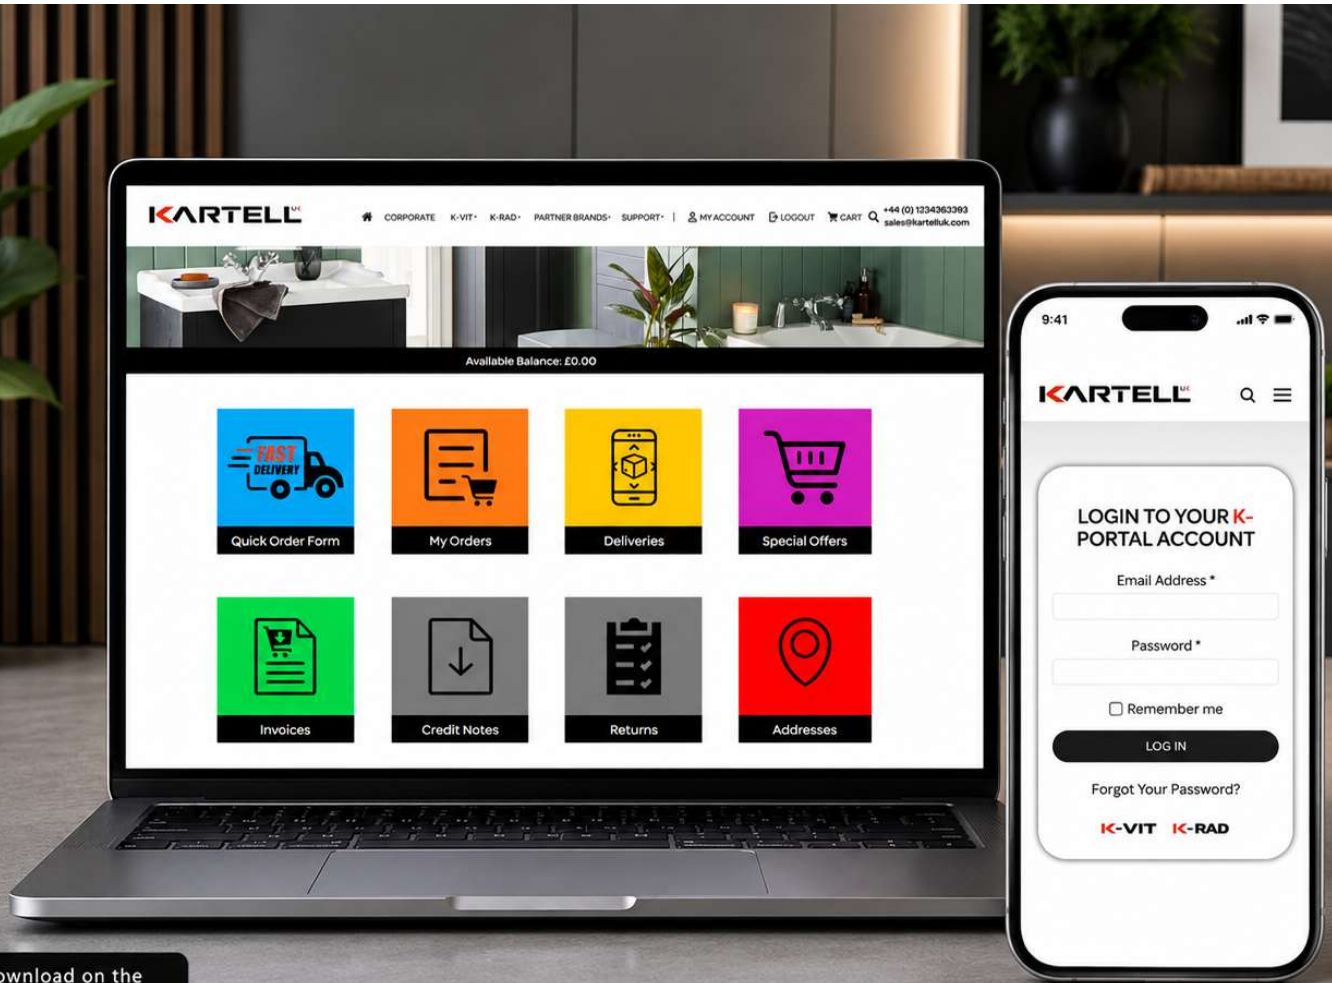 KARTELL UK
CORPORATE K-VIT K-RAD PARTNER BRANDS SUPPORT | MY ACCOUNT LOGOUT CART
+44 (0) 1234363393
sales@kartelluk.com
Available Balance: £0.00
FAST
DELIVERY
Quick Order Form
My Orders
Deliveries
Special Offers
Invoices
Credit Notes
Returns
Addresses
9:41
KARTELL UK
LOGIN TO YOUR K-
PORTAL ACCOUNT
Email Address *
Password *
Remember me
LOG IN
Forgot Your Password?
K-VIT K-RAD
ownload on the